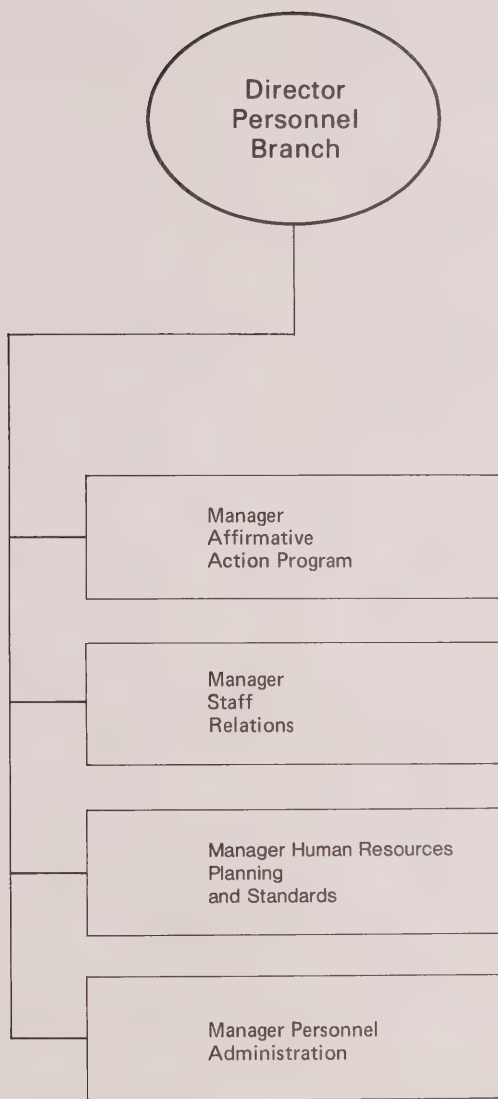 Director
Personnel
Branch
Manager
Affirmative
Action Program
Manager
Staff
Relations
Manager Human Resources
Planning
and Standards
Manager Personnel
Administration